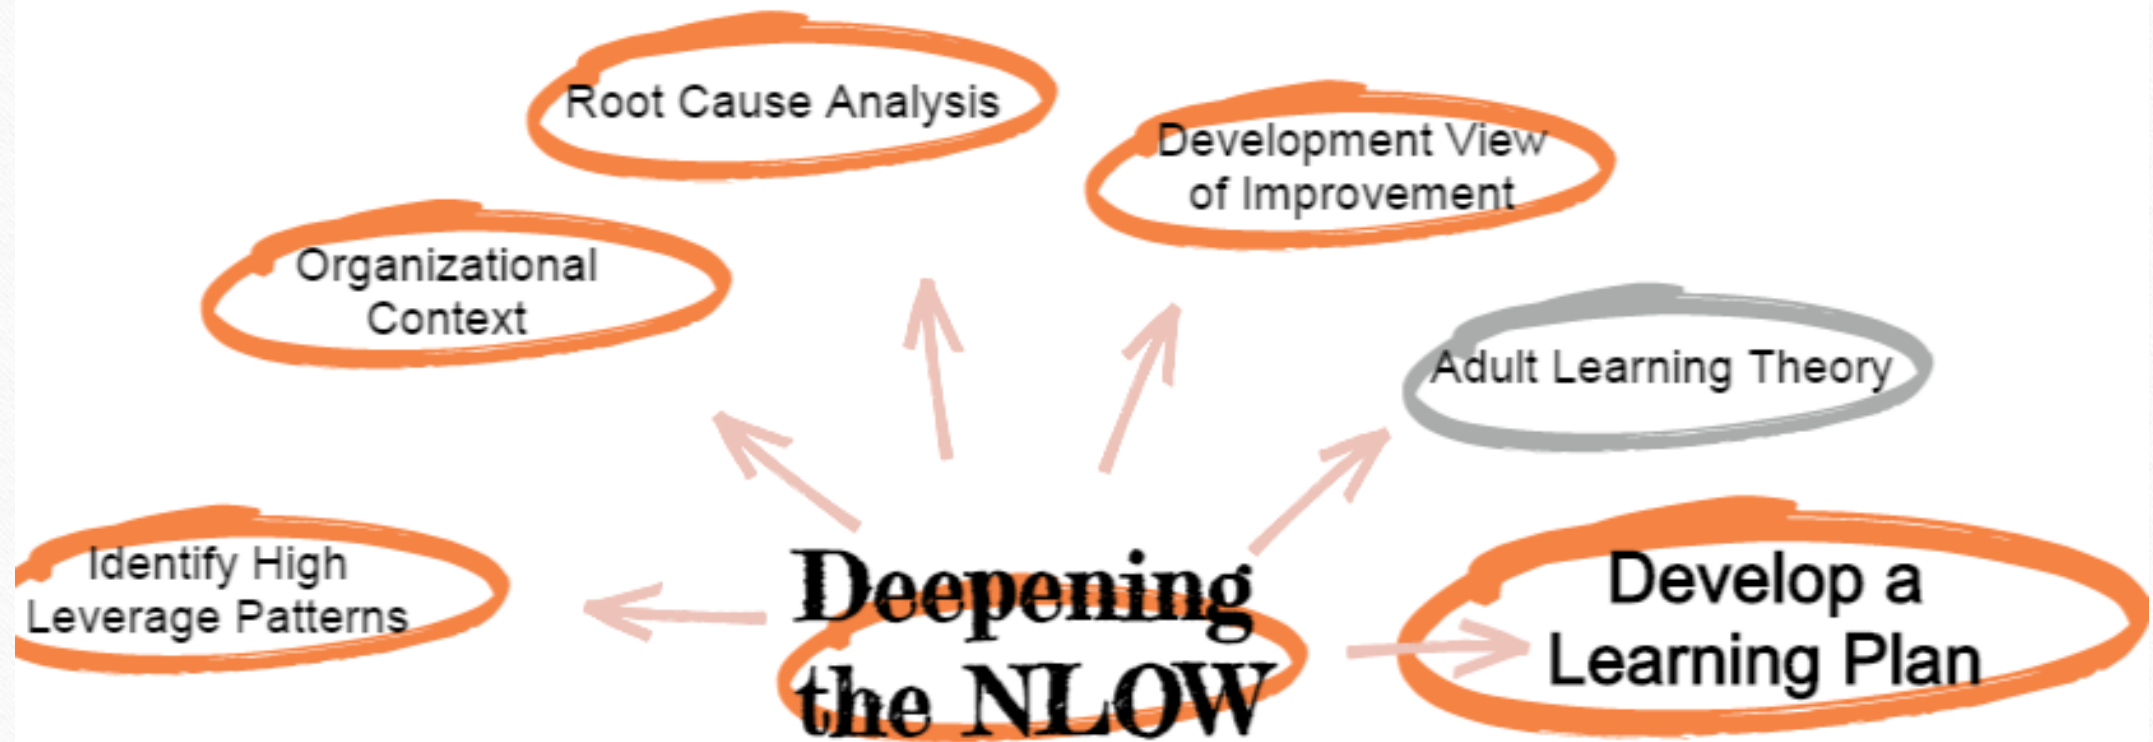 Root Cause Analysis
Development View
of Improvement
Organizational
Context
Adult Learning Theory
Identify High
Leverage Patterns
Deepening
the NLOW
Develop a
Learning Plan